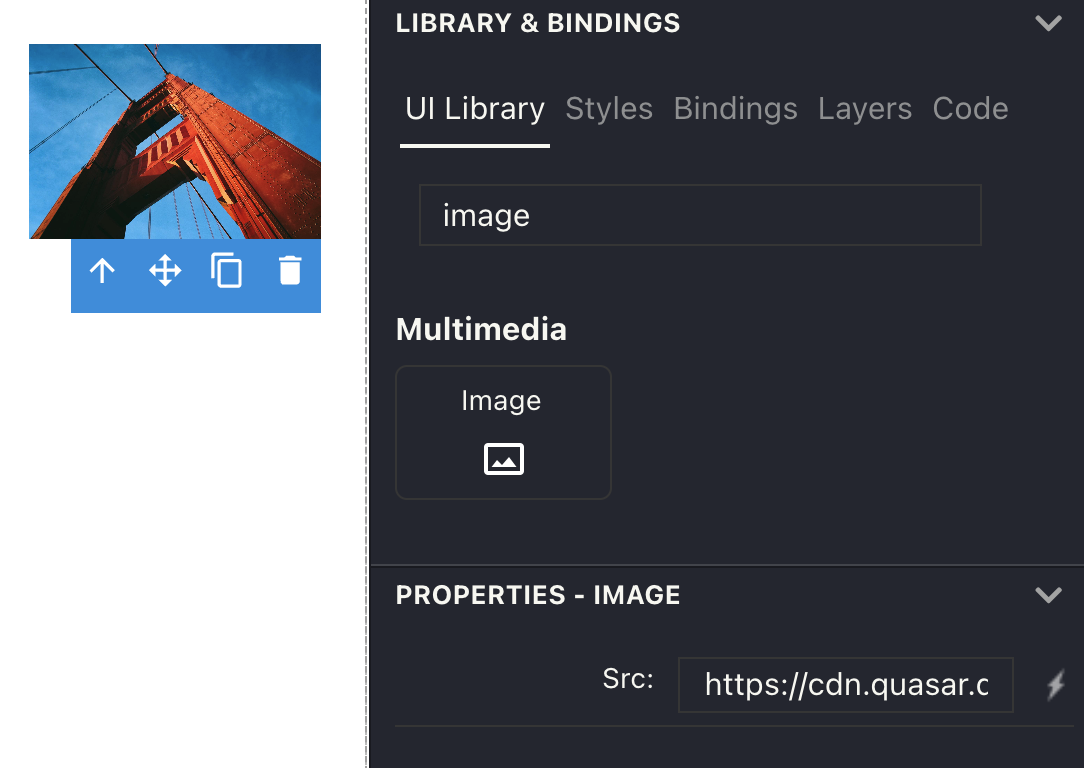 LIBRARY & BINDINGS
UI Library Styles Bindings Layers Code
image
Multimedia
Image
PROPERTIES - IMAGE
Src: https://cdn.quasar.c